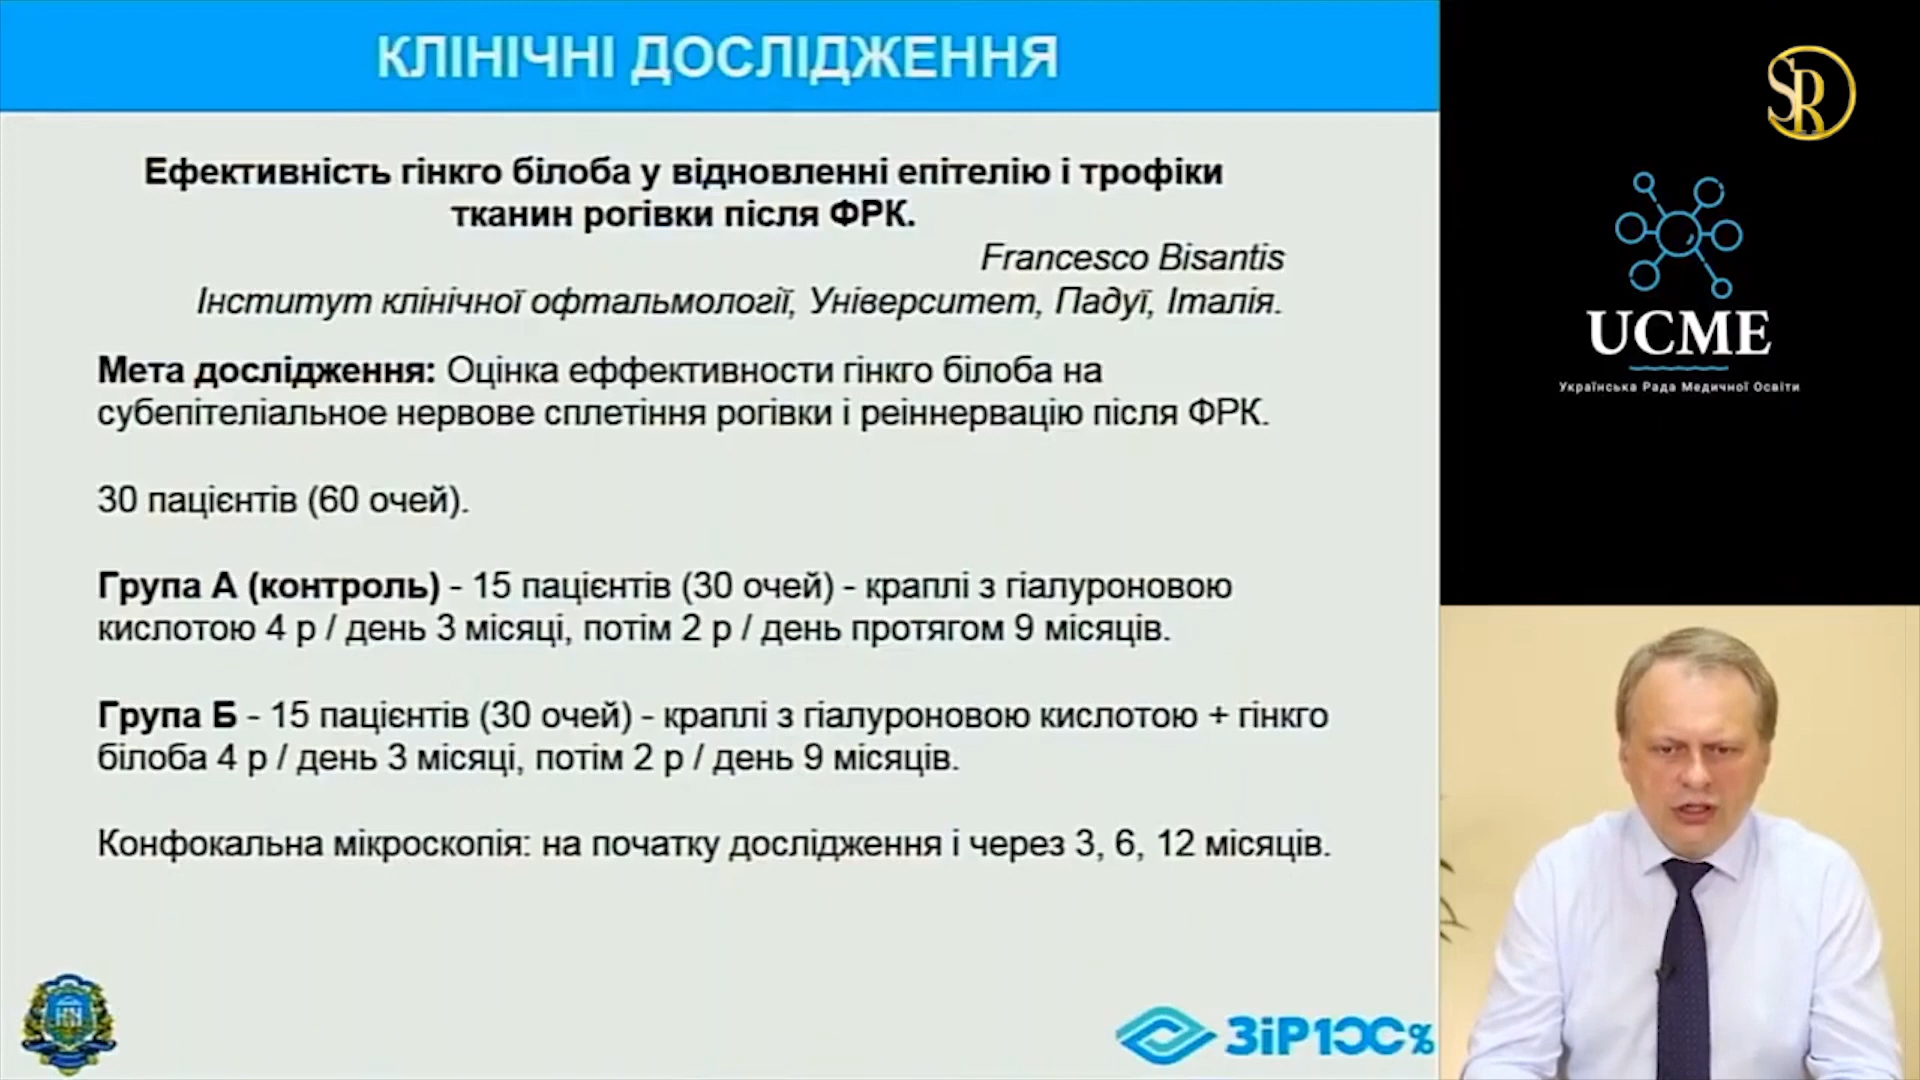 КЛІНІЧНІ ДОСЛІДЖЕННЯ
Ефективність гінкго білоба у відновленні епітелію і трофіки
тканин рогівки після ФРК.
Francesco Bisantis
Інститут клінічної офтальмології, Університет, Падуї, Італія.
Мета дослідження: Оцінка еффективности гінкго білоба на
субепітеліальное нервове сплетіння рогівки і реіннервацію після ФРК.
30 пацієнтів (60 очей).
Група А (контроль) - 15 пацієнтів (30 очей) - краплі з гіалуроновою
кислотою 4 р / день 3 місяці, потім 2 р / день протягом 9 місяців.
Група Б - 15 пацієнтів (30 очей) - краплі з гіалуроновою кислотою + гінкго
білоба 4 р / день 3 місяці, потім 2 р / день 9 місяців.
Конфокальна мікроскопія: на початку дослідження і через 3, 6, 12 місяців.
ЗіР100%
SR
UCME
Українська Рада Медичної Освіти